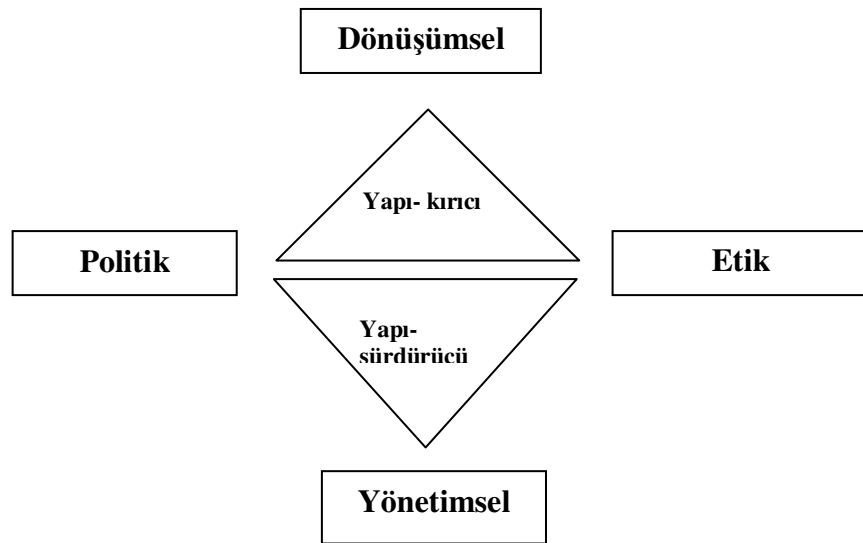 Dönüşümsel
Yapı- kırıcı
Politik
Etik
Yapı-
sürdürücü
Yönetimsel